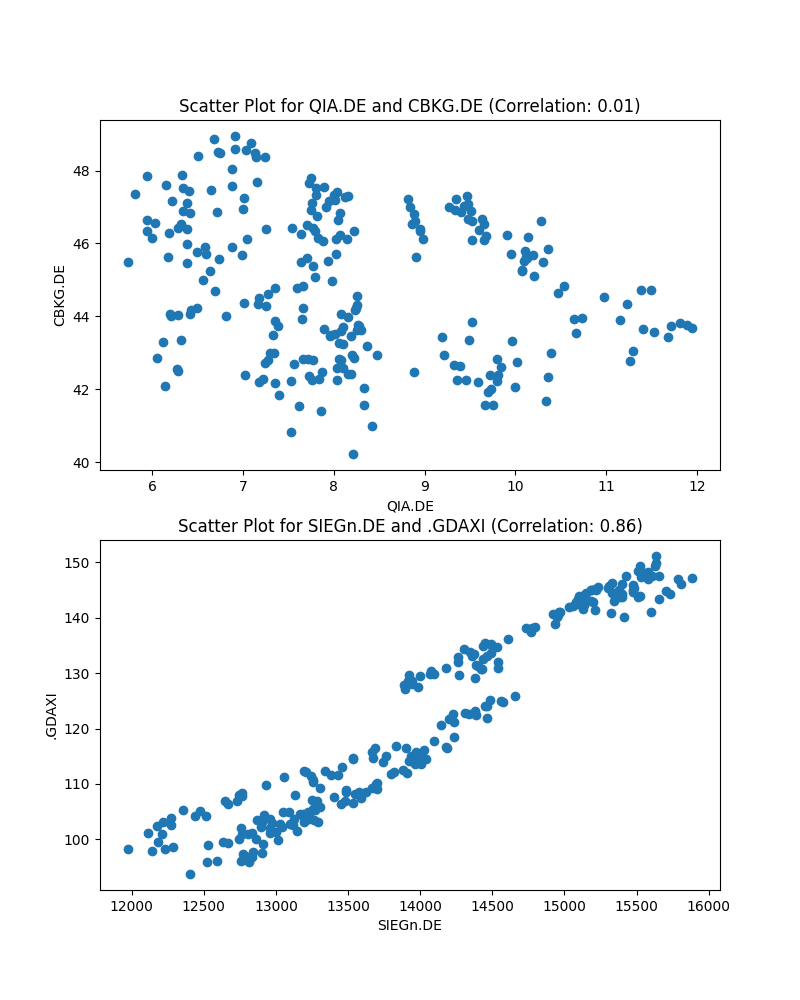 Scatter Plot for QIA.DE and CBKG.DE (Correlation: 0.01)
48
46
44
42
40
CBKG.DE
6 7 8 9 10 11 12
QIA.DE
Scatter Plot for SIEGn.DE and .GDAXI (Correlation: 0.86)
150
140
130
120
110
100
.GDAXI
12000 12500 13000 13500 14000 14500 15000 15500 16000
SIEGn.DE